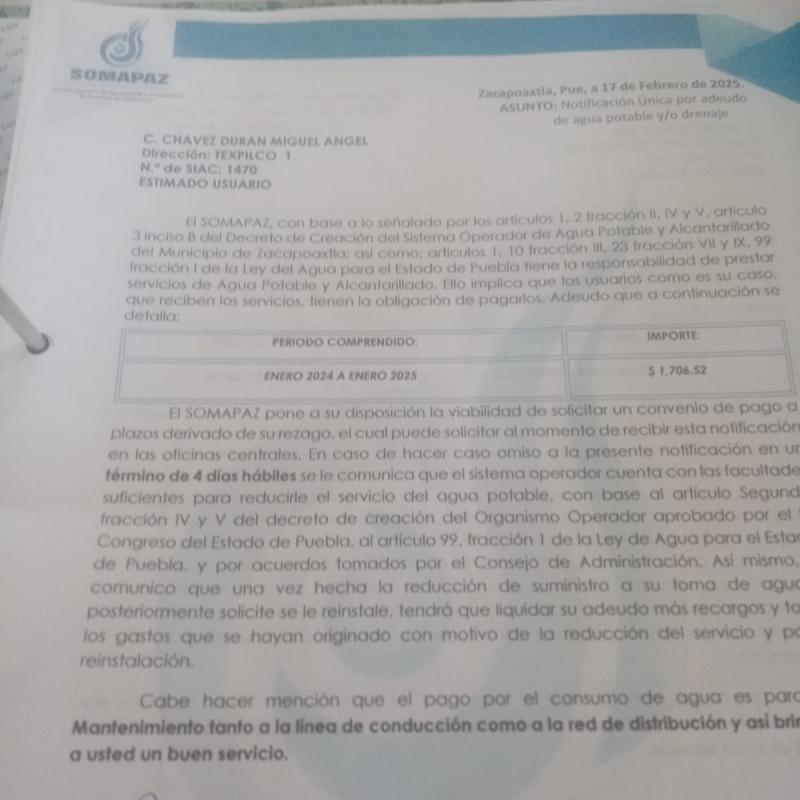 SOMAPAZ
Zacapoaxtla, Pue, a 17 de Febrero de 2025.
ASUNTO: Notificación Única por adeudo
de agua potable y/o drenaje
C. CHAVEZ DURAN MIGUEL ANGEL
Dirección: TEXPILCO 1
N.° de SIAC: 1470
ESTIMADO USUARIO
El SOMAPAZ, con base a lo señalado por los artículos 1, 2 fracción II, IV y V, artículo
3 inciso B del Decreto de Creación del Sistema Operador de Agua Potable y Alcantarillado
del Municipio de Zacapoaxtla; así como; artículos 1, 10 fracción III, 23 fracción VII y IX, 99
fracción I de la Ley del Agua para el Estado de Puebla tiene la responsabilidad de prestar
servicios de Agua Potable y Alcantarillado. Ello implica que los usuarios como es su caso,
que reciben los servicios, tienen la obligación de pagarlos. Adeudo que a continuación se
detalla:
PERIODO COMPRENDIDO: IMPORTE:
ENERO 2024 A ENERO 2025 $ 1,706.52
El SOMAPAZ pone a su disposición la viabilidad de solicitar un convenio de pago a
plazos derivado de su rezago, el cual puede solicitar al momento de recibir esta notificación
en las oficinas centrales. En caso de hacer caso omiso a la presente notificación en un
término de 4 días hábiles se le comunica que el sistema operador cuenta con las facultade
suficientes para reducirle el servicio del agua potable, con base al artículo Segund
fracción IV y V del decreto de creación del Organismo Operador aprobado por el
Congreso del Estado de Puebla, al artículo 99, fracción 1 de la Ley de Agua para el Esta
de Puebla, y por acuerdos tomados por el Consejo de Administración. Así mismo,
comunico que una vez hecha la reducción de suministro a su toma de agu
posteriormente solicite se le reinstale, tendrá que liquidar su adeudo más recargos y to
los gastos que se hayan originado con motivo de la reducción del servicio y po
reinstalación.
Cabe hacer mención que el pago por el consumo de agua es para
Mantenimiento tanto a la línea de conducción como a la red de distribución y así brin
a usted un buen servicio.